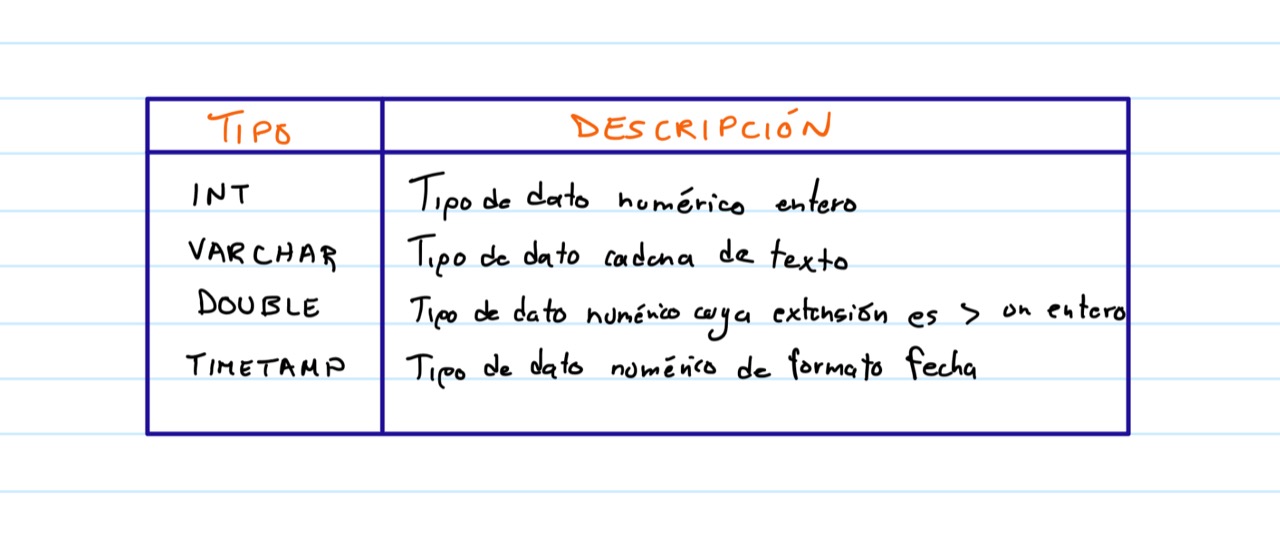 TIPO DESCRIPCIÓN
INT Tipo de dato numérico entero
VARCHAR Tipo de dato cadena de texto
DOUBLE Tipo de dato numérico cuya extensión es > un entero
TIMETAMP Tipo de dato numérico de formato fecha